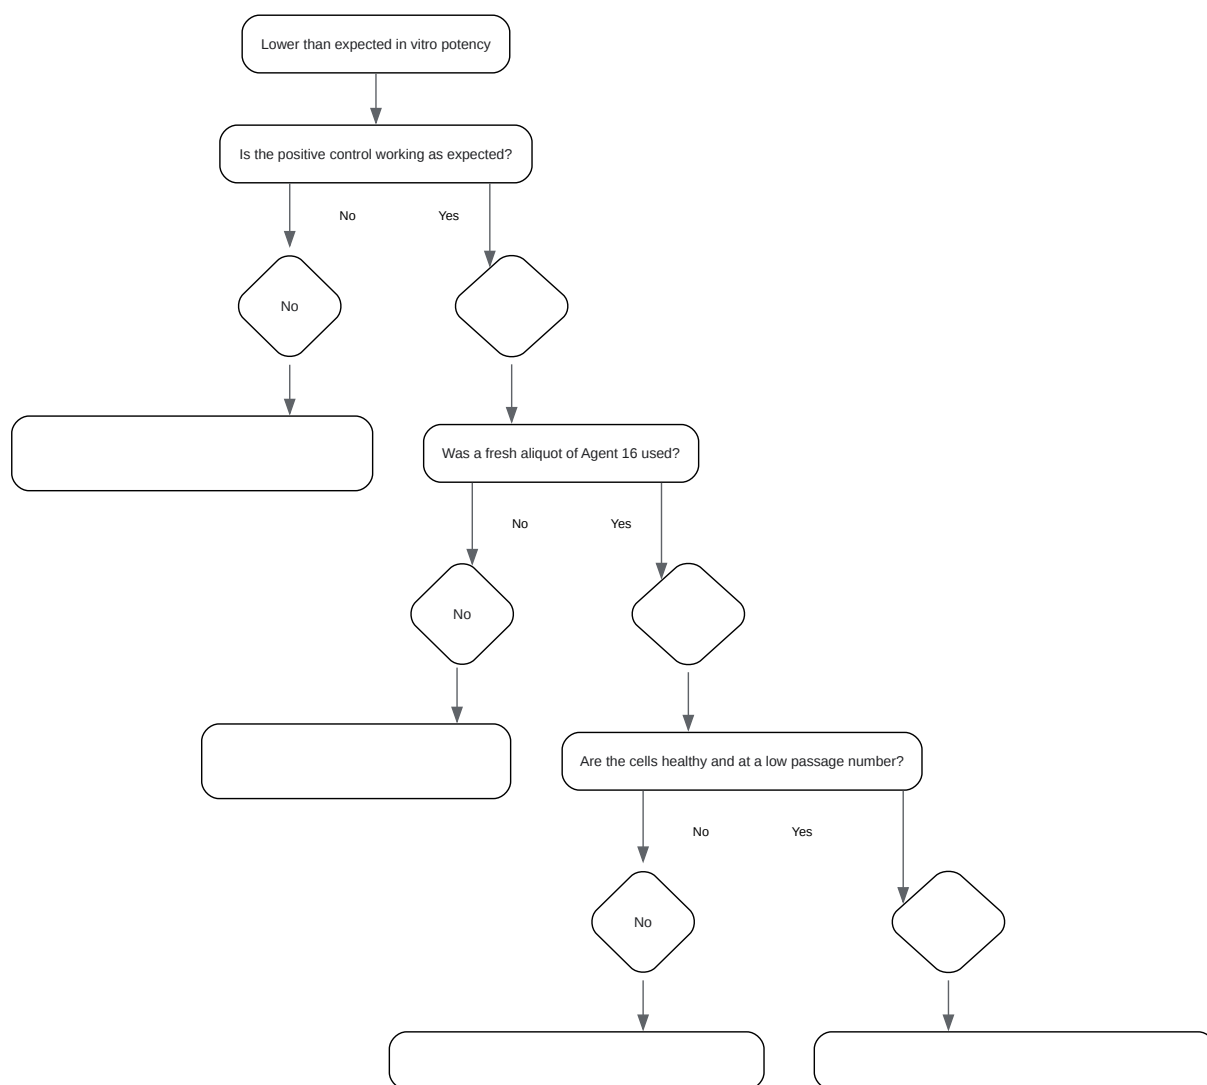 Lower than expected in vitro potency
Is the positive control working as expected?
No
Yes
No
Was a fresh aliquot of Agent 16 used?
No
Yes
No
Are the cells healthy and at a low passage number?
No
Yes
No